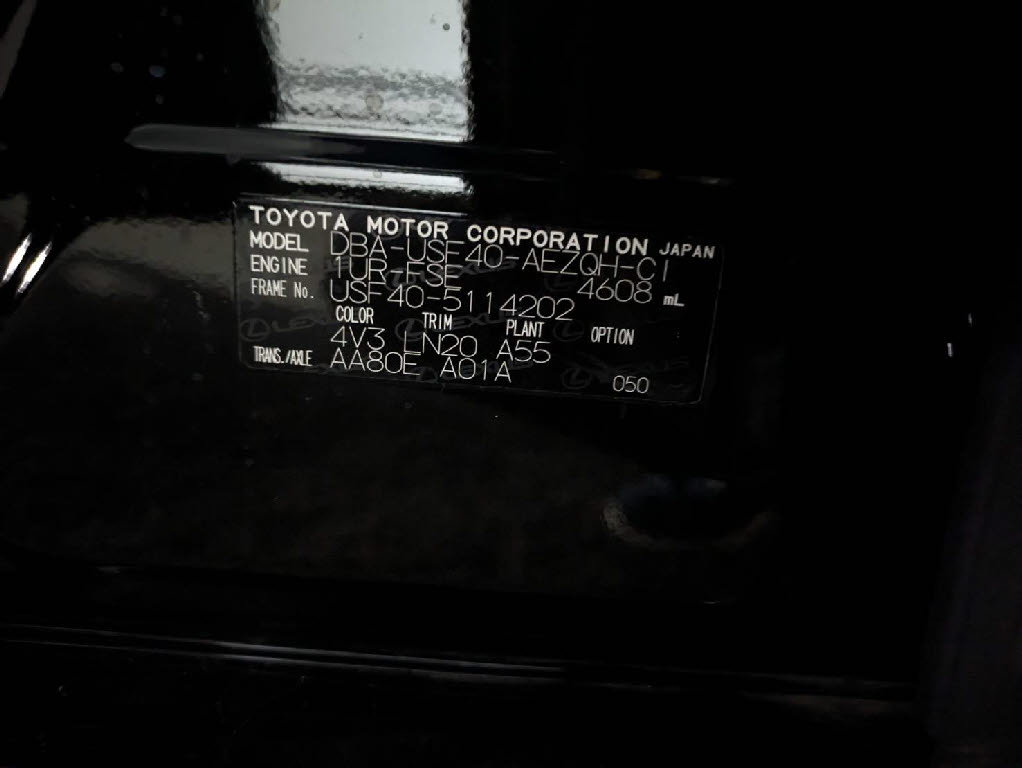 TOYOTA MOTOR CORPORATION JAPAN
MODEL DBA-USF40-AEZQH-CI
ENGINE 1UR-FSE 4608 mL
FRAME No. USF40-5114202
COLOR TRIM PLANT OPTION
4V3 LN20 A55
TRANS./AXLE AA80E A01A 050